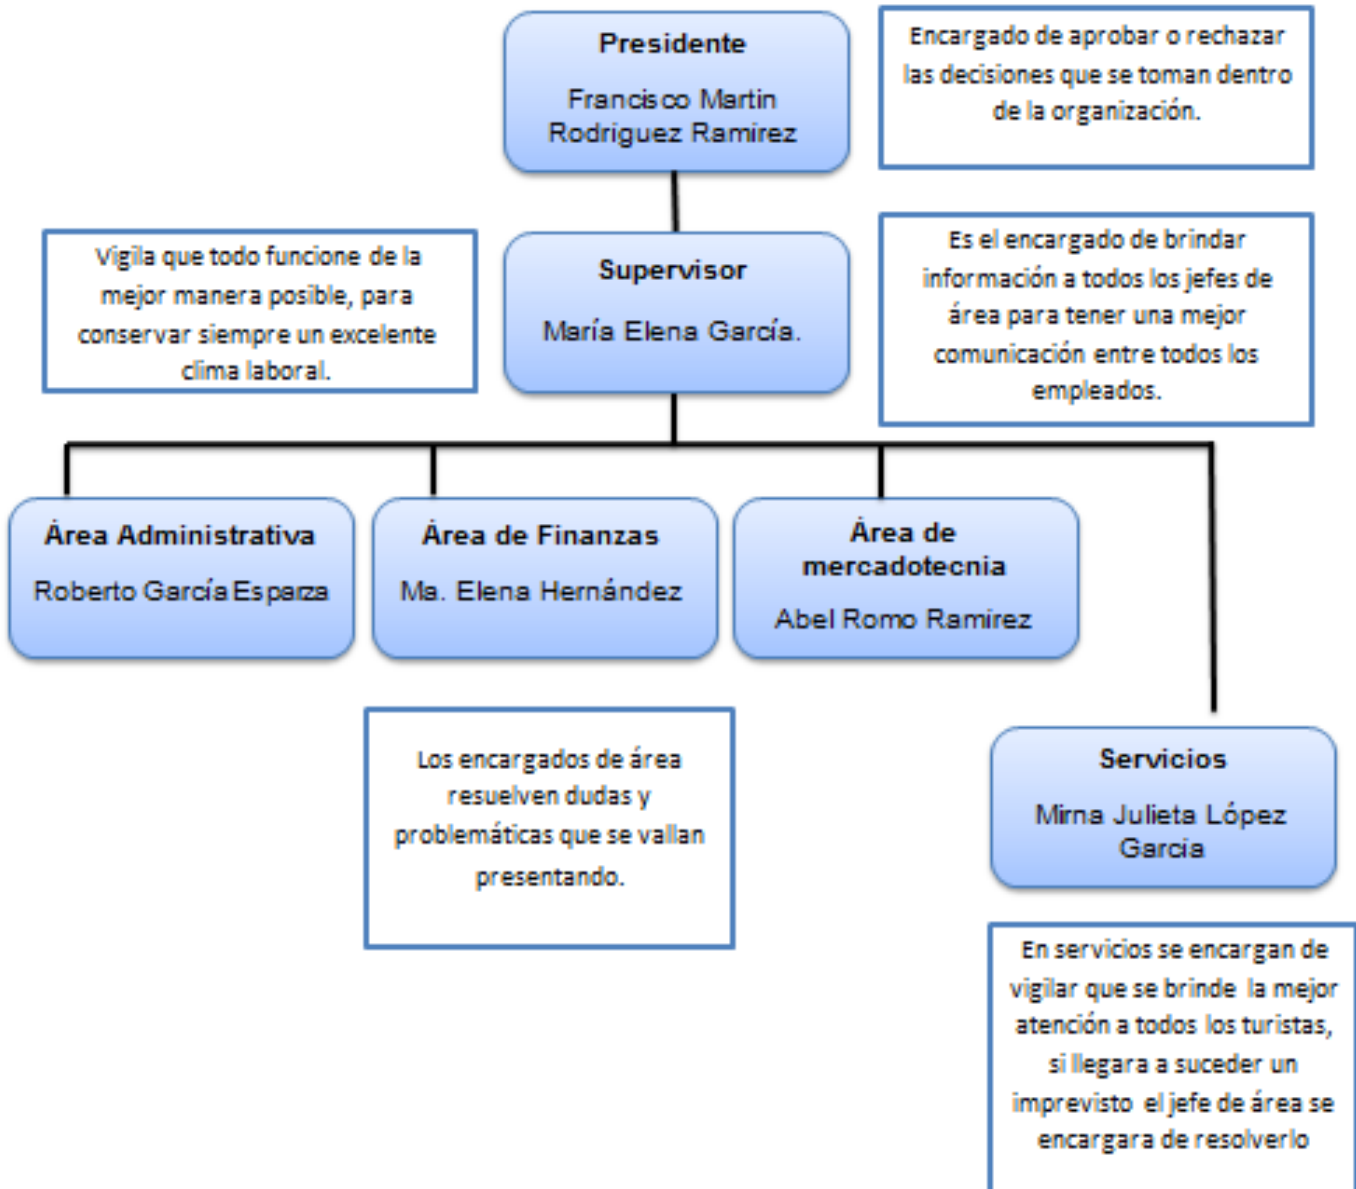 Presidente
Francisco Martin
Rodriguez Ramirez
Encargado de aprobar o rechazar
las decisiones que se toman dentro
de la organización.
Vigila que todo funcione de la
mejor manera posible, para
conservar siempre un excelente
clima laboral.
Supervisor
María Elena García.
Es el encargado de brindar
información a todos los jefes de
área para tener una mejor
comunicación entre todos los
empleados.
Área Administrativa
Roberto García Esparza
Área de Finanzas
Ma. Elena Hernández
Área de
mercadotecnia
Abel Romo Ramirez
Los encargados de área
resuelven dudas y
problemáticas que se vallan
presentando.
Servicios
Mirna Julieta López
Garcia
En servicios se encargan de
vigilar que se brinde la mejor
atención a todos los turistas,
si llegara a suceder un
imprevisto el jefe de área se
encargara de resolverlo